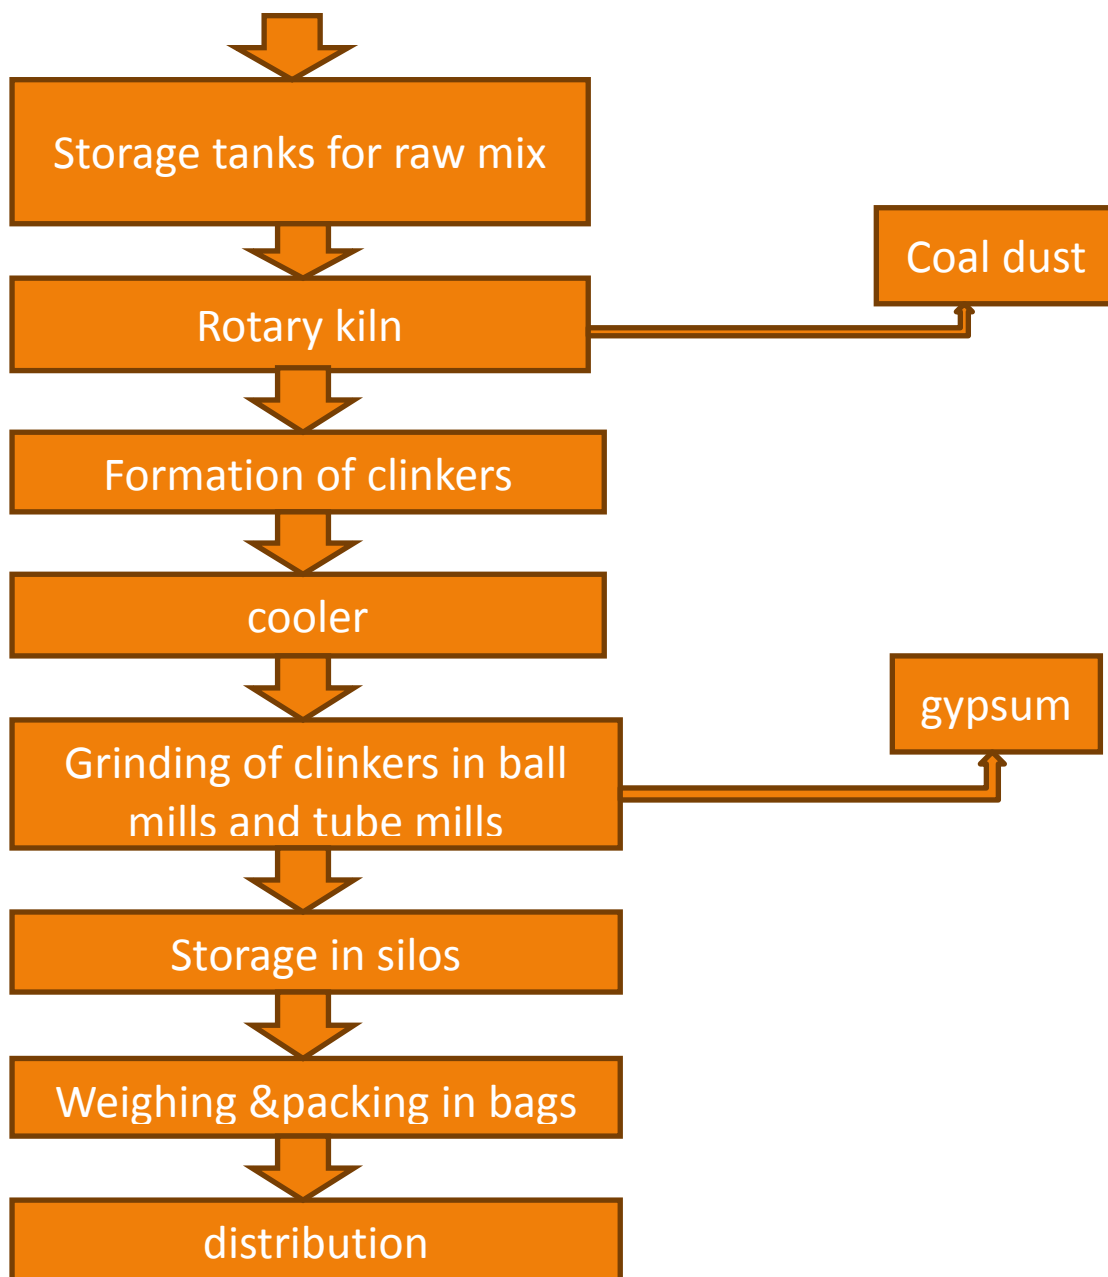 Storage tanks for raw mix
Coal dust
Rotary kiln
Formation of clinkers
cooler
gypsum
Grinding of clinkers in ball
mills and tube mills
Storage in silos
Weighing &packing in bags
distribution